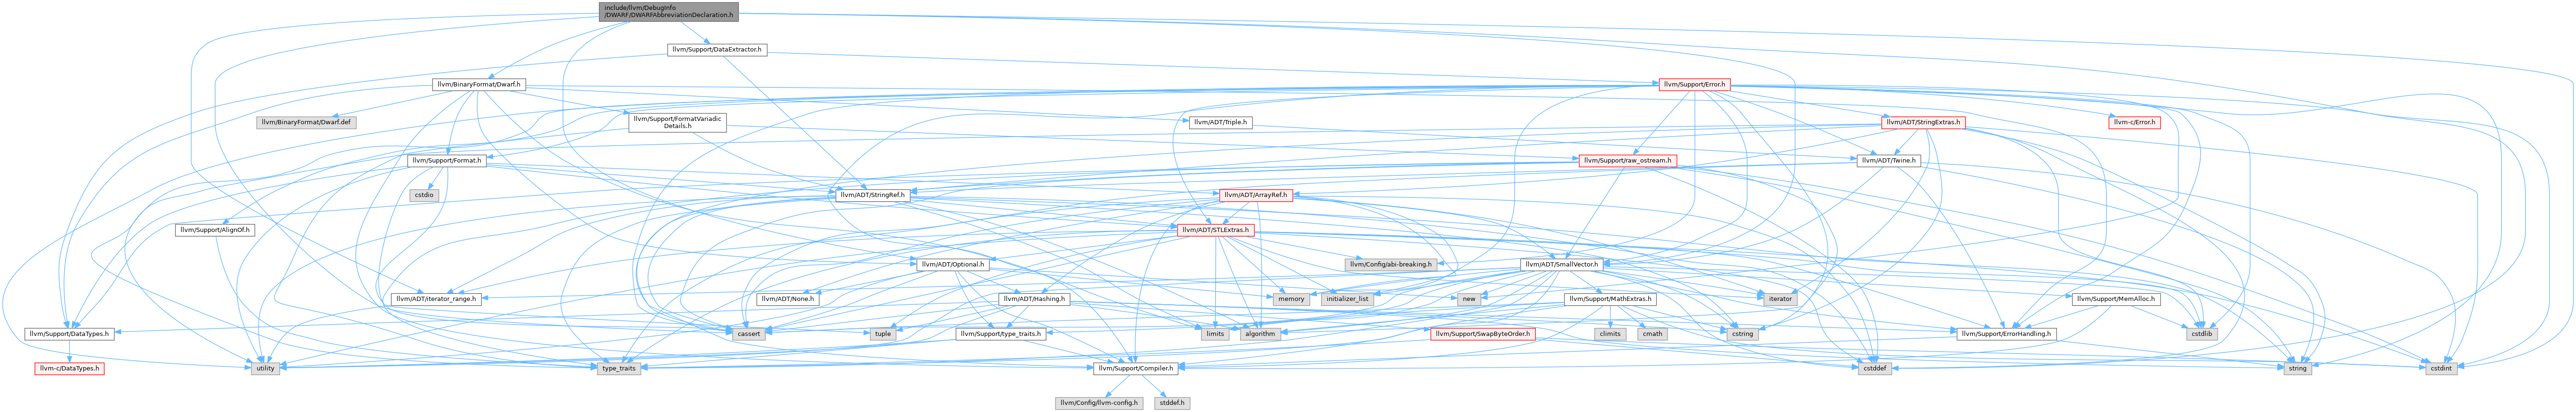 include/llvm/DebugInfo
/DWARF/DWARFAbbreviationDeclaration.h
llvm/Support/DataExtractor.h
llvm/BinaryFormat/Dwarf.h
llvm/Support/Error.h
llvm/BinaryFormat/Dwarf.def
llvm/Support/FormatVariadic
Details.h
llvm/ADT/Triple.h
llvm/ADT/StringExtras.h
llvm-c/Error.h
llvm/Support/Format.h
llvm/Support/raw_ostream.h
llvm/ADT/Twine.h
cstdio
llvm/ADT/StringRef.h
llvm/ADT/ArrayRef.h
llvm/Support/AlignOf.h
llvm/ADT/STLExtras.h
llvm/ADT/Optional.h
llvm/Config/abi-breaking.h
llvm/ADT/SmallVector.h
llvm/ADT/iterator_range.h
llvm/ADT/None.h
llvm/ADT/Hashing.h
memory
initializer_list
new
llvm/Support/MathExtras.h
iterator
llvm/Support/MemAlloc.h
llvm/Support/DataTypes.h
cassert
tuple
llvm/Support/type_traits.h
limits
algorithm
llvm/Support/SwapByteOrder.h
climits
cmath
cstring
llvm/Support/ErrorHandling.h
cstdlib
llvm-c/DataTypes.h
utility
type_traits
llvm/Support/Compiler.h
cstddef
string
cstdint
llvm/Config/llvm-config.h
stddef.h